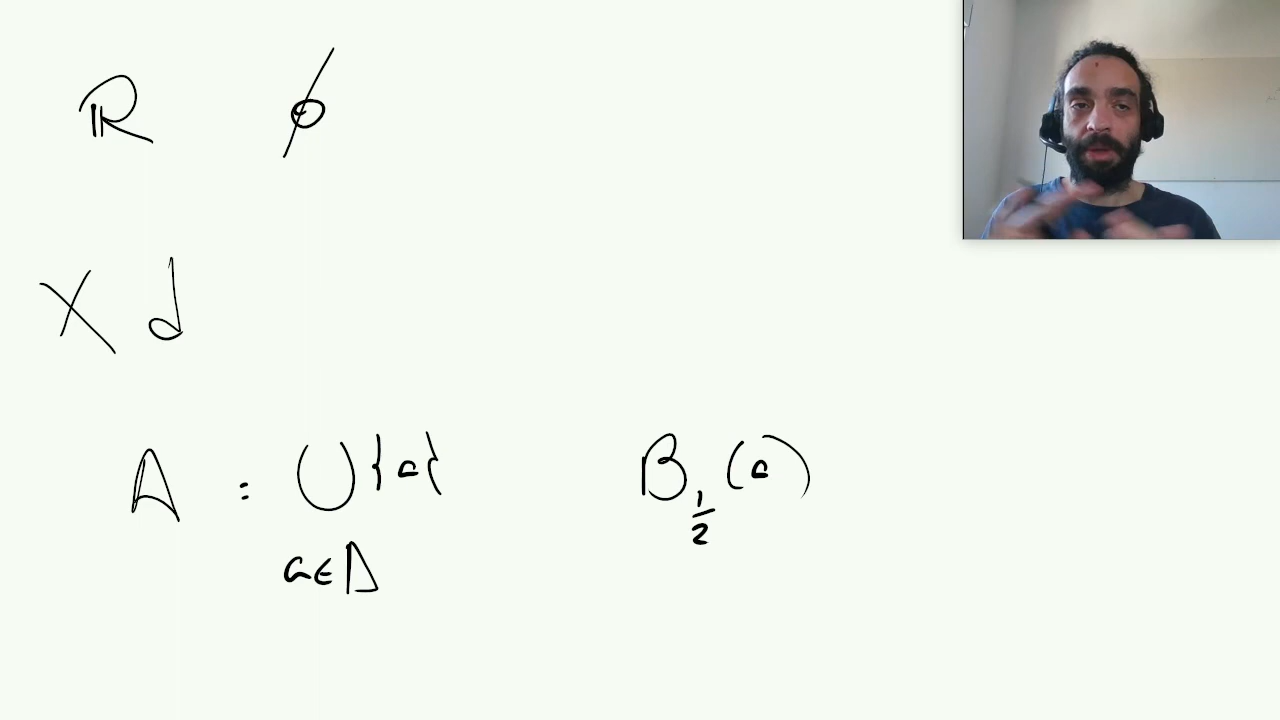 ℝ ∅
X d
A : ∪{a} B_{1/2}(a)
a∈A